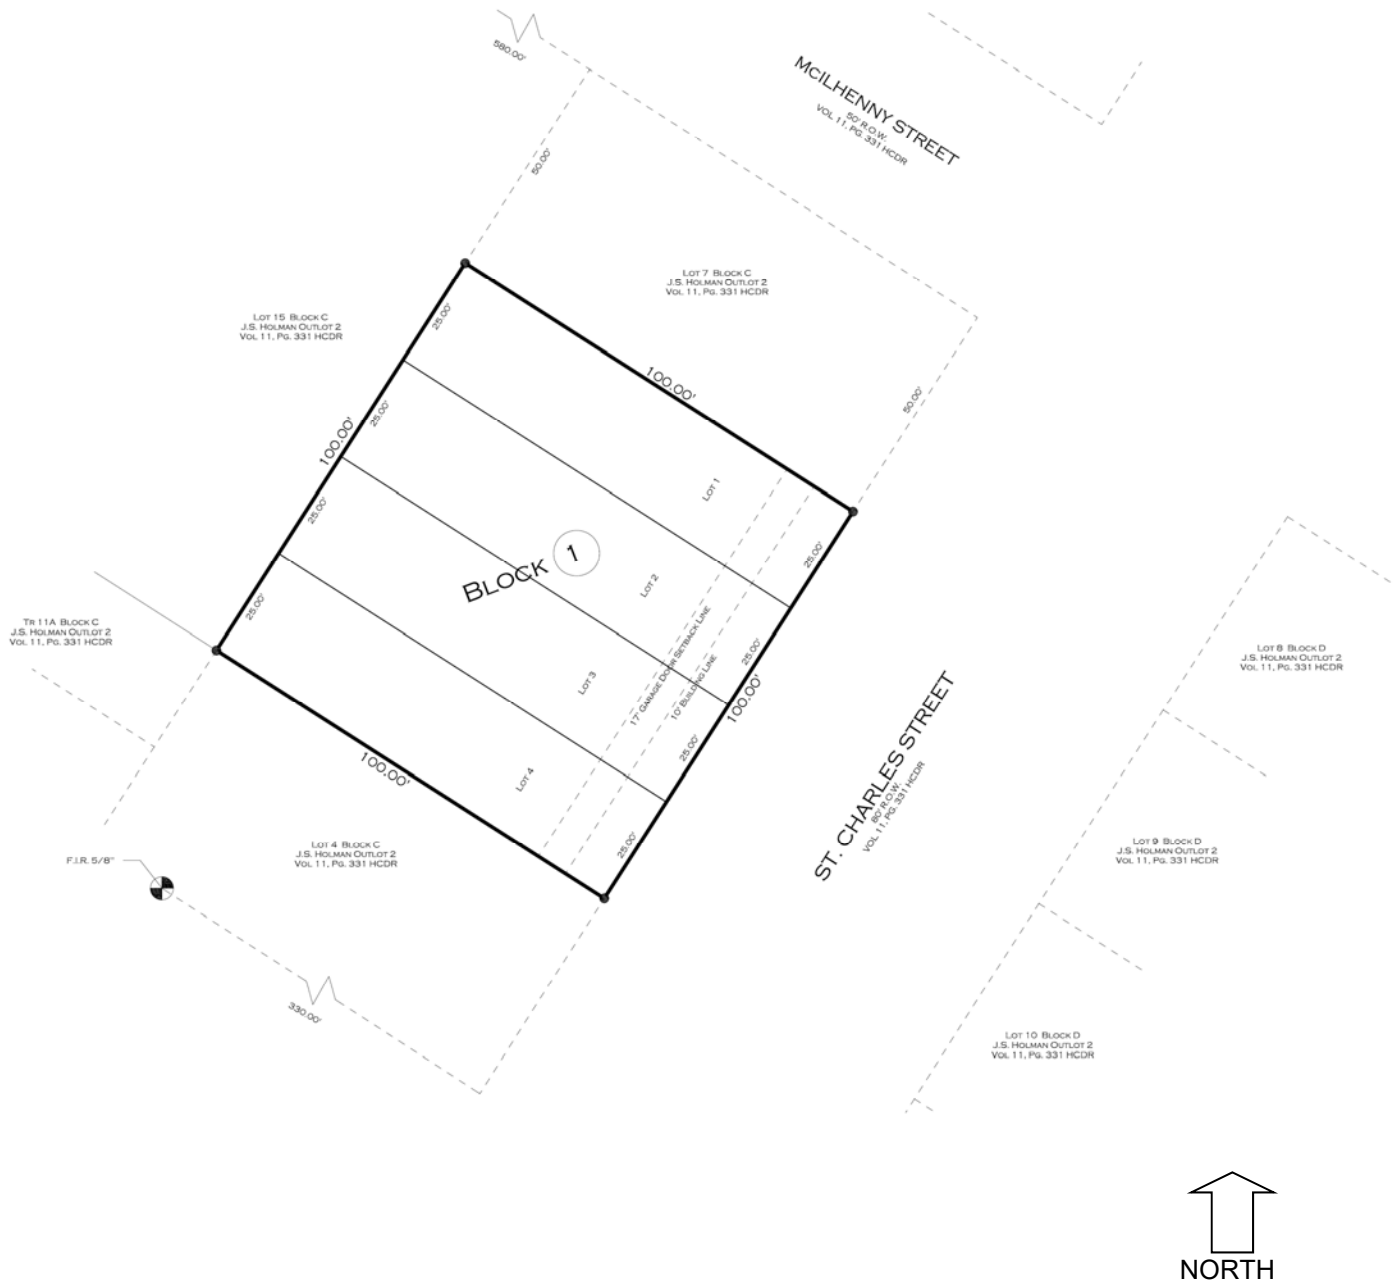 580.00'
McILHENNY STREET
50' R.O.W.
VOL 11, PG. 331 HCDR
50.00'
LOT 7 BLOCK C
J.S. HOLMAN OUTLOT 2
VOL 11, PG. 331 HCDR
LOT 15 BLOCK C
J.S. HOLMAN OUTLOT 2
VOL 11, PG. 331 HCDR
25.00'
100.00'
50.00'
25.00'
100.00'
LOT 1
25.00'
25.00'
BLOCK 1
LOT 2
25.00'
TR 11A BLOCK C
J.S. HOLMAN OUTLOT 2
VOL 11, PG. 331 HCDR
17' GARAGE DOOR SETBACK LINE
10' BUILDING LINE
25.00'
100.00'
LOT 3
LOT 8 BLOCK D
J.S. HOLMAN OUTLOT 2
VOL 11, PG. 331 HCDR
25.00'
100.00'
LOT 4
ST. CHARLES STREET
80' R.O.W.
VOL 11, PG. 331 HCDR
25.00'
LOT 4 BLOCK C
J.S. HOLMAN OUTLOT 2
VOL 11, PG. 331 HCDR
F.I.R. 5/8"
LOT 9 BLOCK D
J.S. HOLMAN OUTLOT 2
VOL 11, PG. 331 HCDR
330.00'
LOT 10 BLOCK D
J.S. HOLMAN OUTLOT 2
VOL 11, PG. 331 HCDR
NORTH